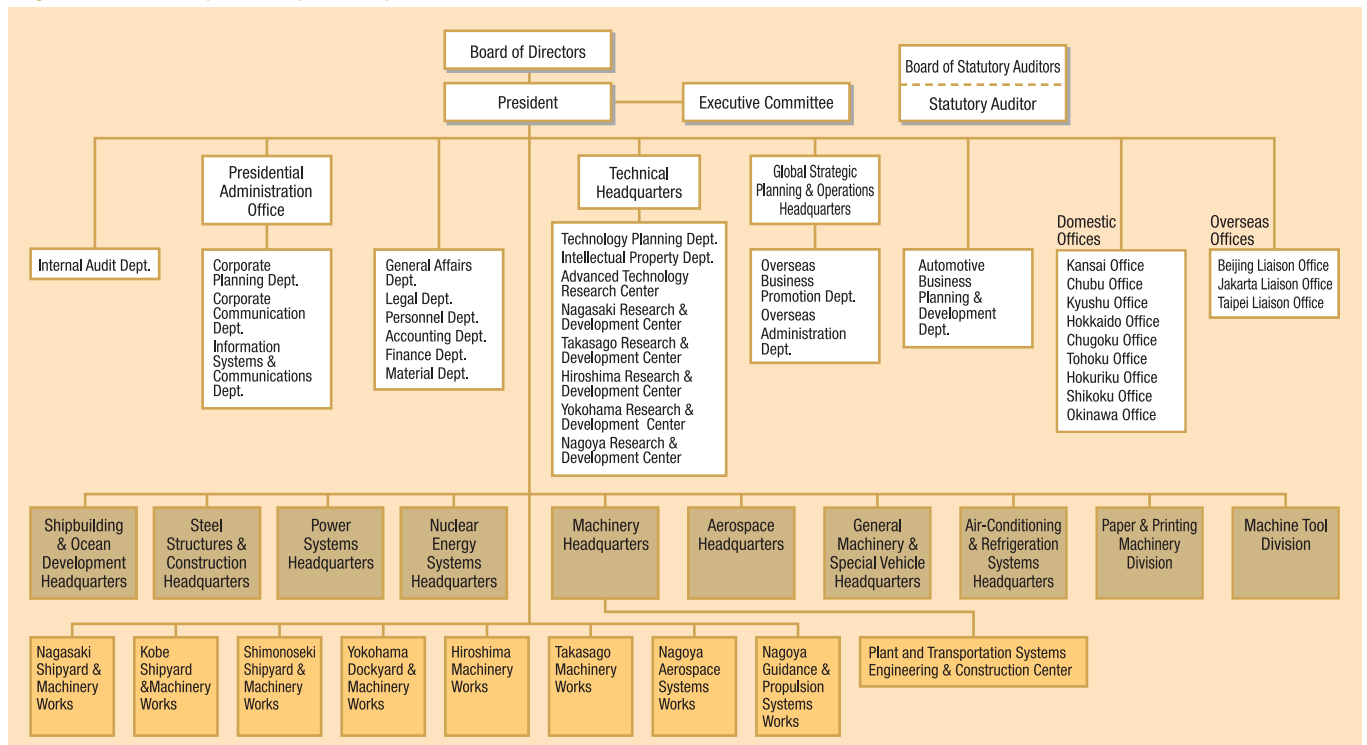 Board of Directors
President
Executive Committee
Board of Statutory Auditors
Statutory Auditor
Internal Audit Dept.
Presidential
Administration
Office
Corporate
Planning Dept.
Corporate
Communication
Dept.
Information
Systems &
Communications
Dept.
General Affairs
Dept.
Legal Dept.
Personnel Dept.
Accounting Dept.
Finance Dept.
Material Dept.
Technical
Headquarters
Technology Planning Dept.
Intellectual Property Dept.
Advanced Technology
Research Center
Nagasaki Research &
Development Center
Takasago Research &
Development Center
Hiroshima Research &
Development Center
Yokohama Research &
Development Center
Nagoya Research &
Development Center
Global Strategic
Planning & Operations
Headquarters
Overseas
Business
Promotion Dept.
Overseas
Administration
Dept.
Automotive
Business
Planning &
Development
Dept.
Domestic
Offices
Kansai Office
Chubu Office
Kyushu Office
Hokkaido Office
Chugoku Office
Tohoku Office
Hokuriku Office
Shikoku Office
Okinawa Office
Overseas
Offices
Beijing Liaison Office
Jakarta Liaison Office
Taipei Liaison Office
Shipbuilding
& Ocean
Development
Headquarters
Steel
Structures &
Construction
Headquarters
Power
Systems
Headquarters
Nuclear
Energy
Systems
Headquarters
Machinery
Headquarters
Aerospace
Headquarters
General
Machinery &
Special Vehicle
Headquarters
Air-Conditioning
& Refrigeration
Systems
Headquarters
Paper & Printing
Machinery
Division
Machine Tool
Division
Nagasaki
Shipyard &
Machinery
Works
Kobe
Shipyard
&Machinery
Works
Shimonoseki
Shipyard &
Machinery
Works
Yokohama
Dockyard &
Machinery
Works
Hiroshima
Machinery
Works
Takasago
Machinery
Works
Nagoya
Aerospace
Systems
Works
Nagoya
Guidance &
Propulsion
Systems
Works
Plant and Transportation Systems
Engineering & Construction Center